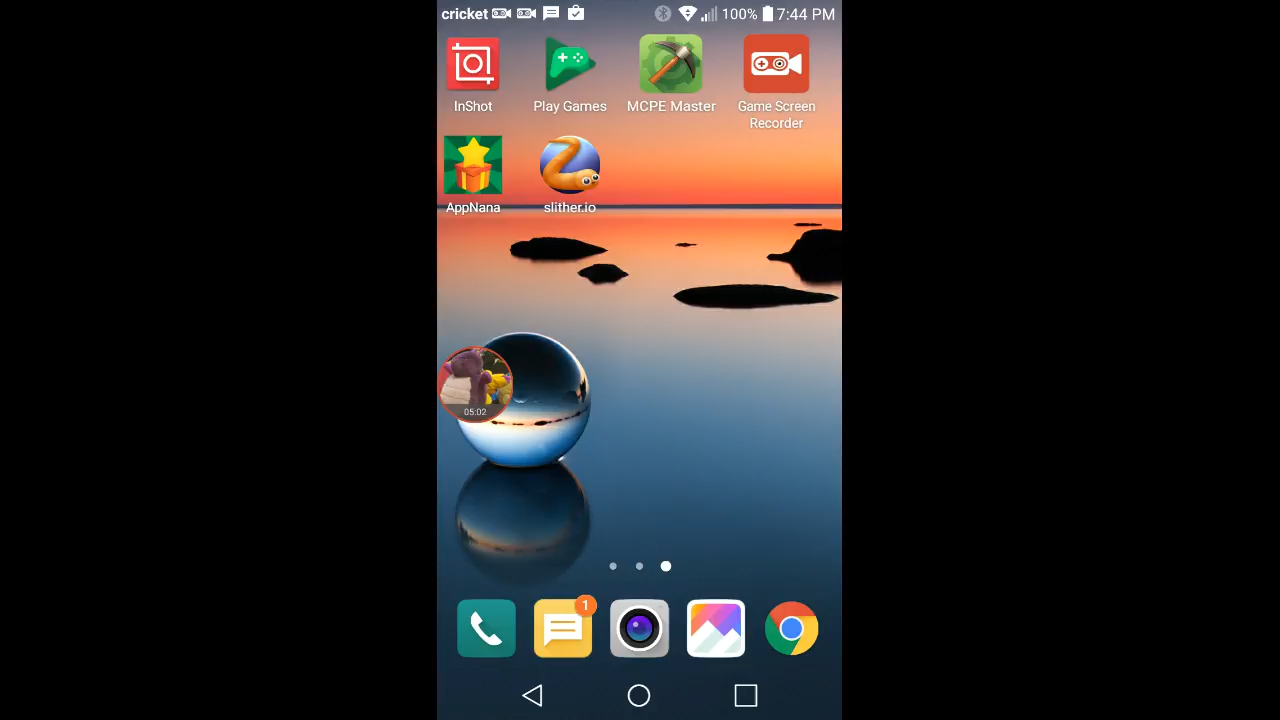 cricket 100% 7:44 PM
InShot Play Games MCPE Master Game Screen
Recorder
AppNana slither.io
05:02
1